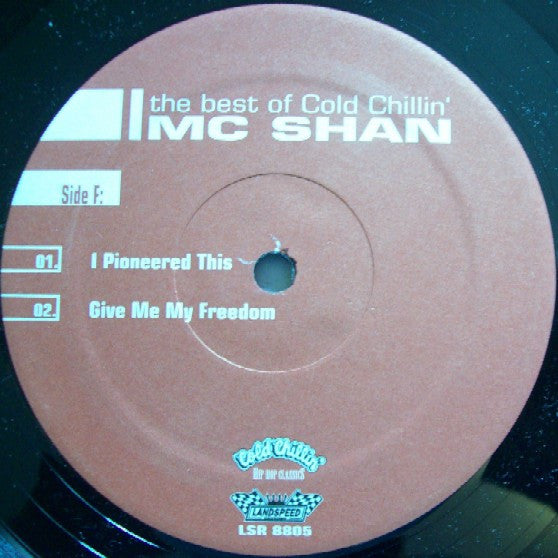 the best of Cold Chillin'
MC SHAN
Side F:
01. I Pioneered This
02. Give Me My Freedom
Cold Chillin'
HIP HOP CLASSICS
LANDSPEED
LSR 8805